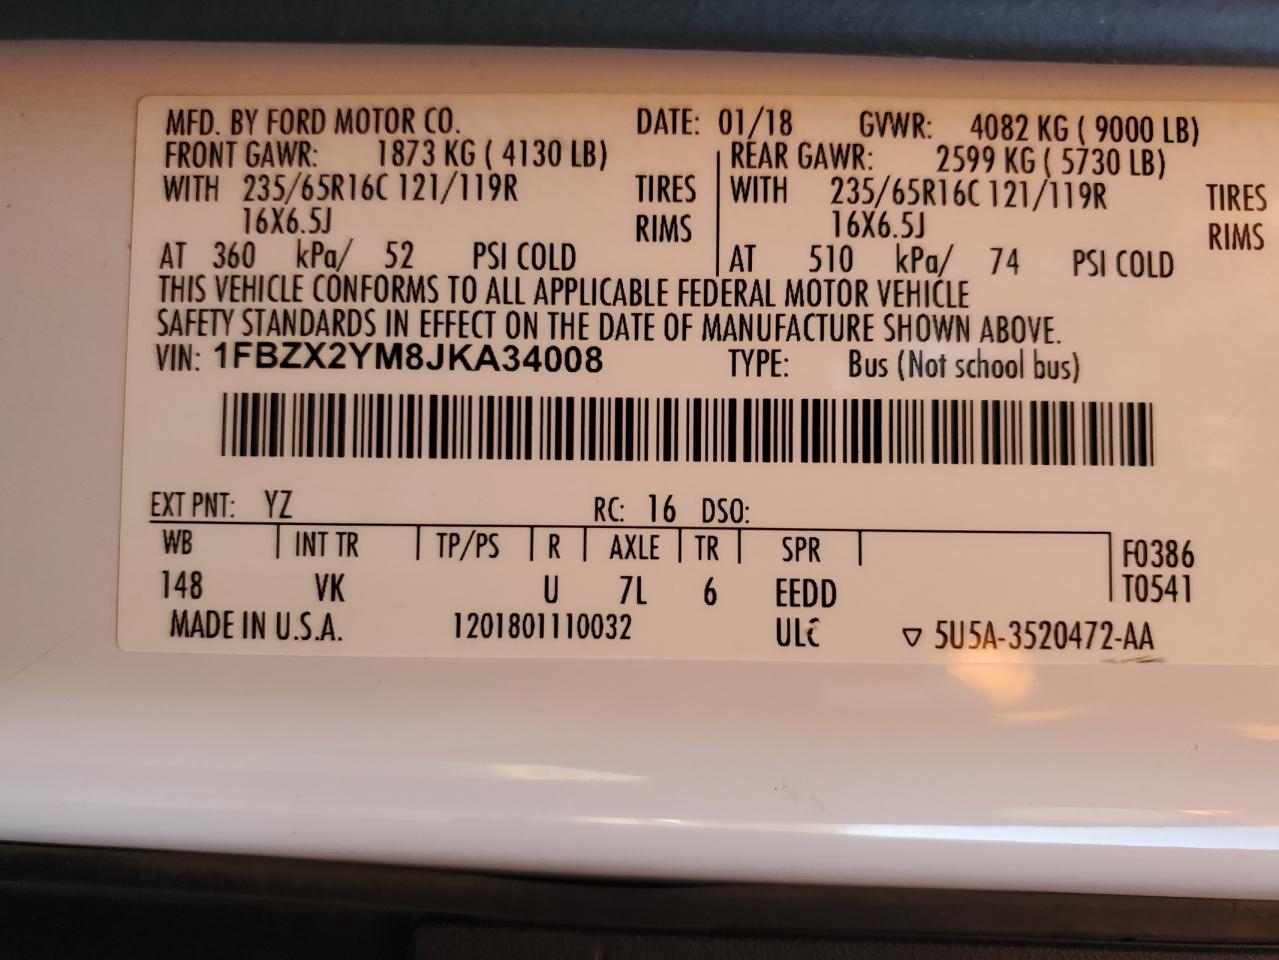 MFD. BY FORD MOTOR CO. DATE: 01/18 GVWR: 4082 KG ( 9000 LB)
FRONT GAWR: 1873 KG ( 4130 LB) REAR GAWR: 2599 KG ( 5730 LB)
WITH 235/65R16C 121/119R TIRES WITH 235/65R16C 121/119R TIRES
16X6.5J RIMS 16X6.5J RIMS
AT 360 kPa/ 52 PSI COLD AT 510 kPa/ 74 PSI COLD
THIS VEHICLE CONFORMS TO ALL APPLICABLE FEDERAL MOTOR VEHICLE
SAFETY STANDARDS IN EFFECT ON THE DATE OF MANUFACTURE SHOWN ABOVE.
VIN: 1FBZX2YM8JKA34008 TYPE: Bus (Not school bus)
EXT PNT: YZ RC: 16 DSO:
WB INT TR TP/PS R AXLE TR SPR F0386
148 VK U 7L 6 EEDD T0541
MADE IN U.S.A. 1201801110032 ▽ 5U5A-3520472-AA